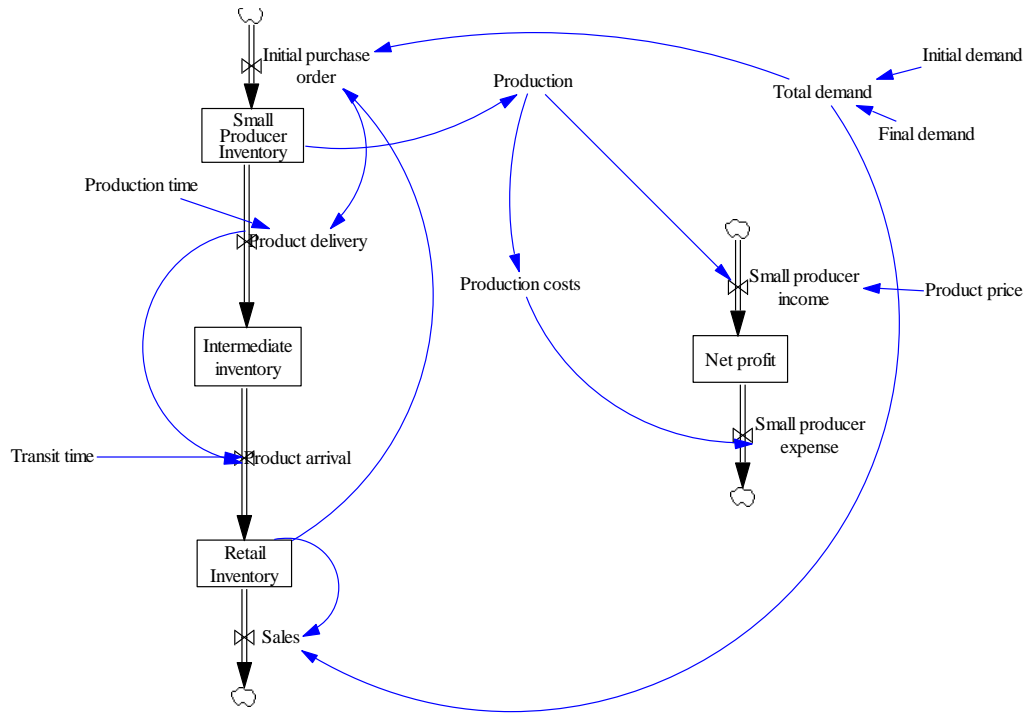 Initial purchase
order
Production
Initial demand
Total demand
Final demand
Small
Producer
Inventory
Production time
Product delivery
Production costs
Small producer
income
Product price
Intermediate
inventory
Net profit
Small producer
expense
Transit time
Product arrival
Retail
Inventory
Sales